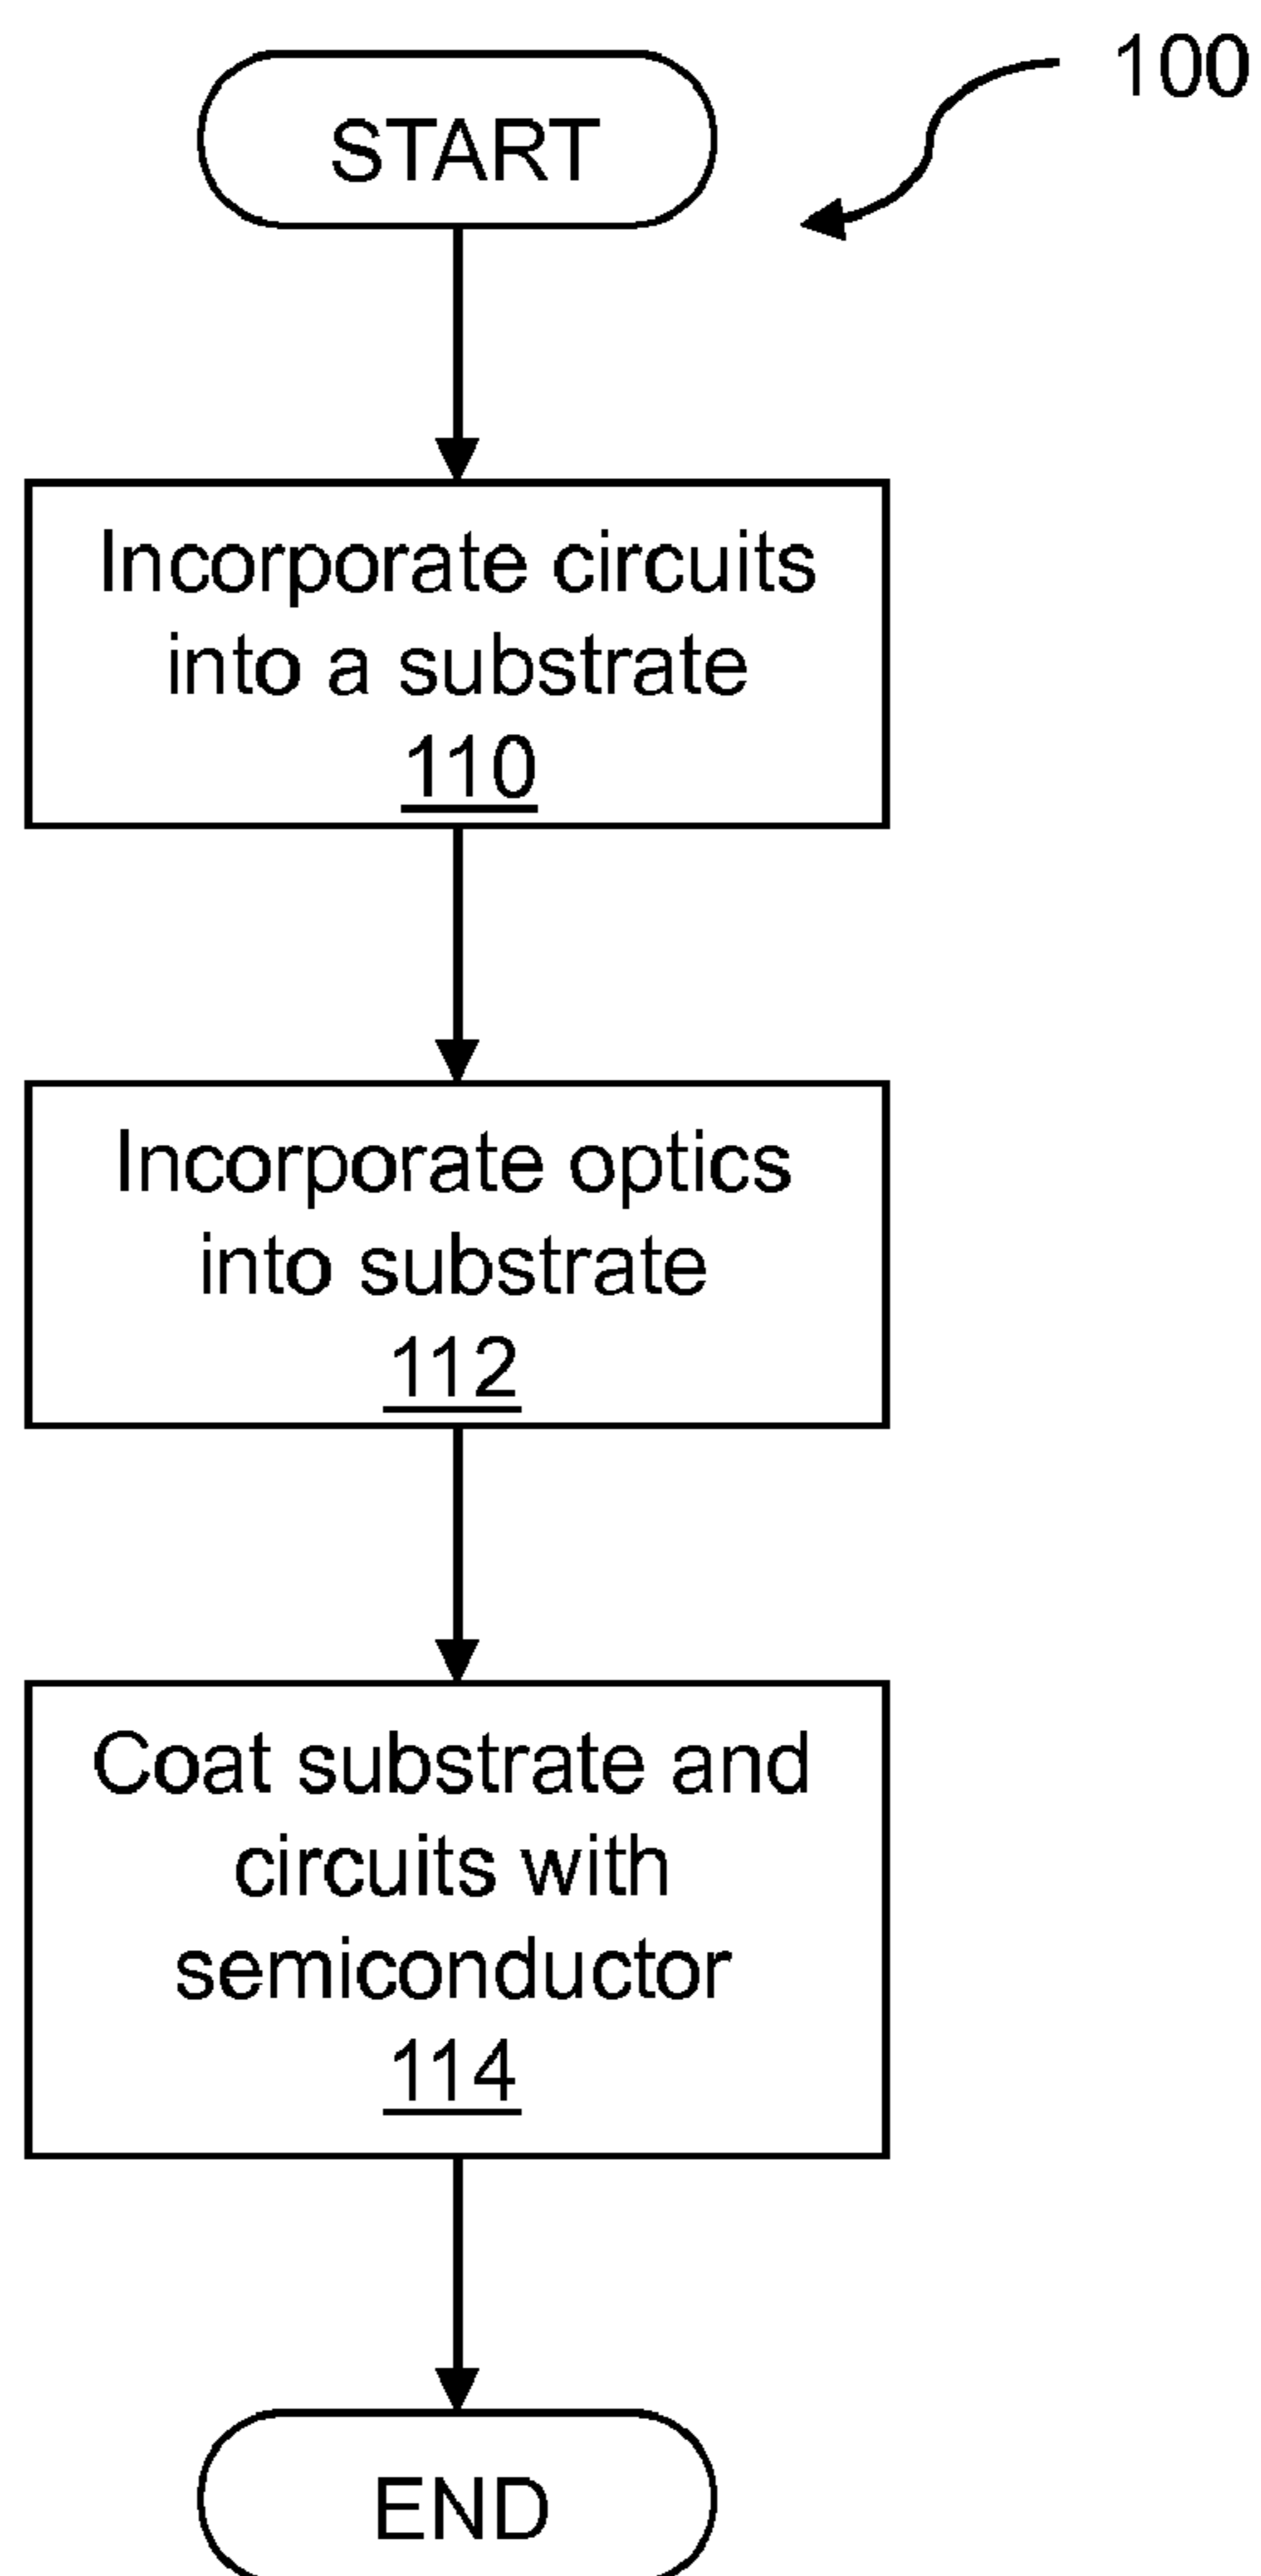 100
START
Incorporate circuits
into a substrate
110
Incorporate optics
into substrate
112
Coat substrate and
circuits with
semiconductor
114
END